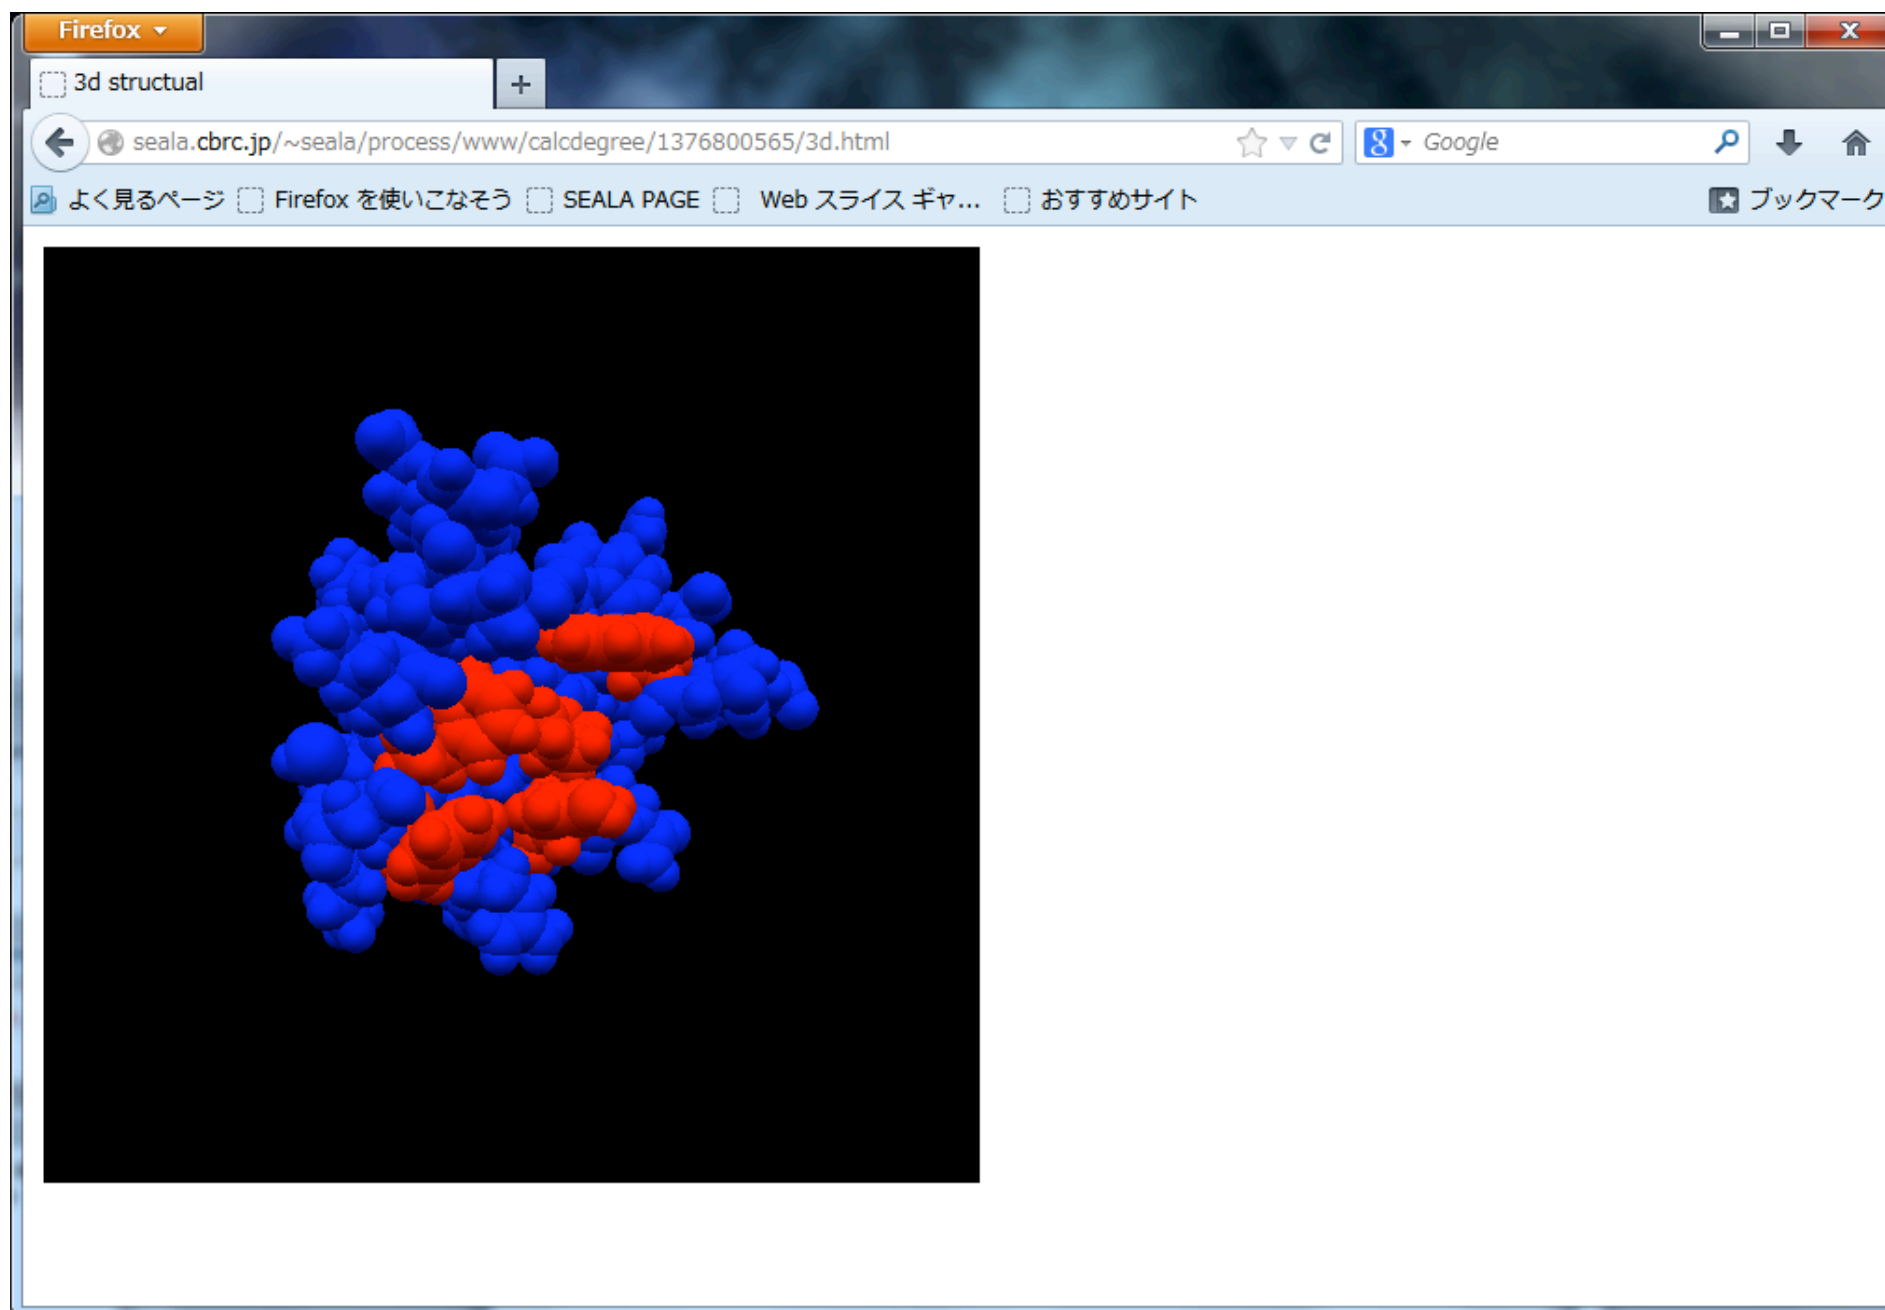 Firefox
3d structual
seala.cbrc.jp/~seala/process/www/calcdegree/1376800565/3d.html
Google
よく見るページ Firefox を使いこなそう SEALA PAGE Web スライス ギャ... おすすめサイト ブックマーク